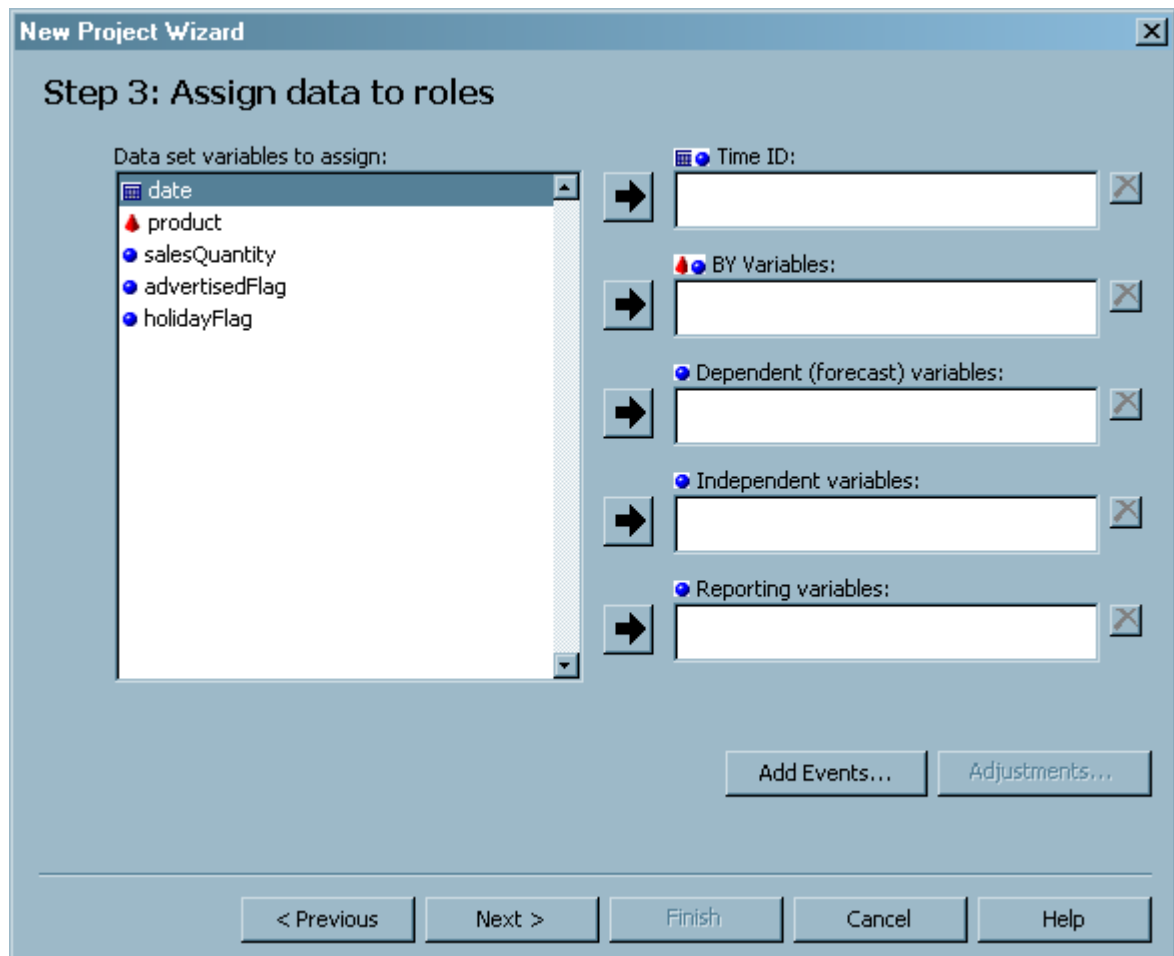 New Project Wizard
Step 3: Assign data to roles
Data set variables to assign:
date
product
salesQuantity
advertisedFlag
holidayFlag
Time ID:
BY Variables:
Dependent (forecast) variables:
Independent variables:
Reporting variables:
Add Events...
Adjustments...
< Previous
Next >
Finish
Cancel
Help